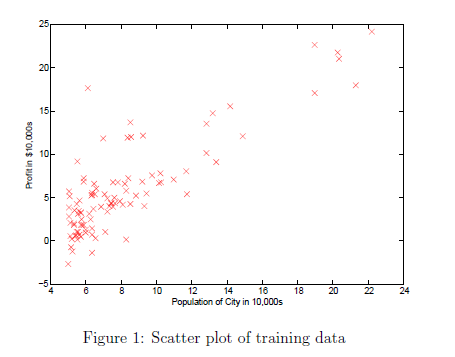 25
20
15
10
5
0
-5
4 6 8 10 12 14 16 18 20 22 24
Profit in $10,000s
Population of City in 10,000s
Figure 1: Scatter plot of training data